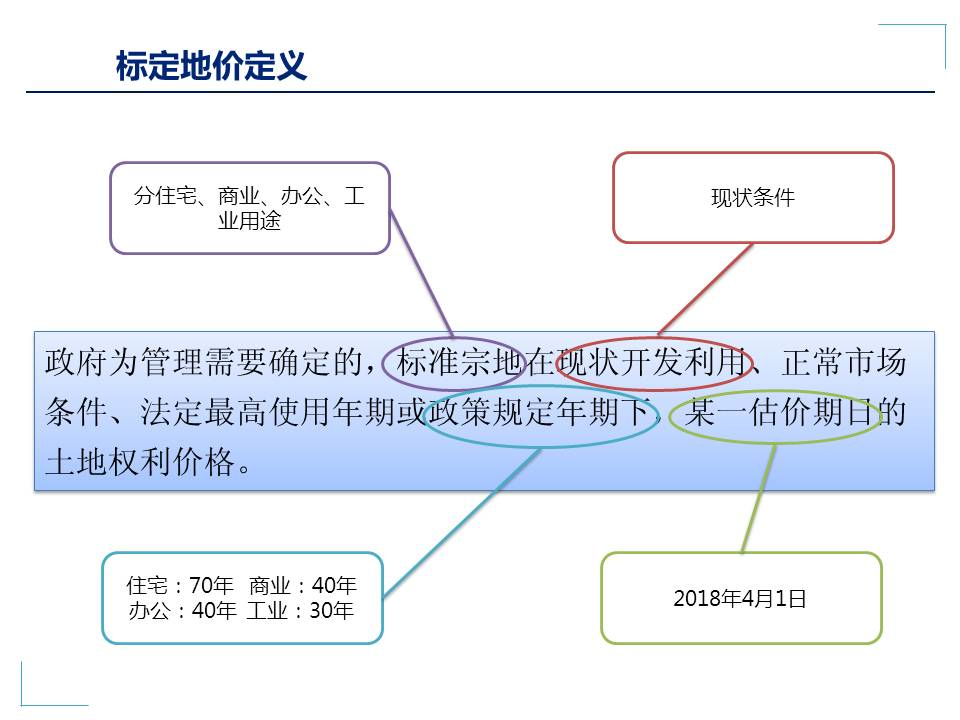 标定地价定义
分住宅、商业、办公、工
业用途
现状条件
政府为管理需要确定的，标准宗地在现状开发利用、正常市场
条件、法定最高使用年期或政策规定年期下，某一估价期日的
土地权利价格。
住宅：70年 商业：40年
办公：40年 工业：30年
2018年4月1日